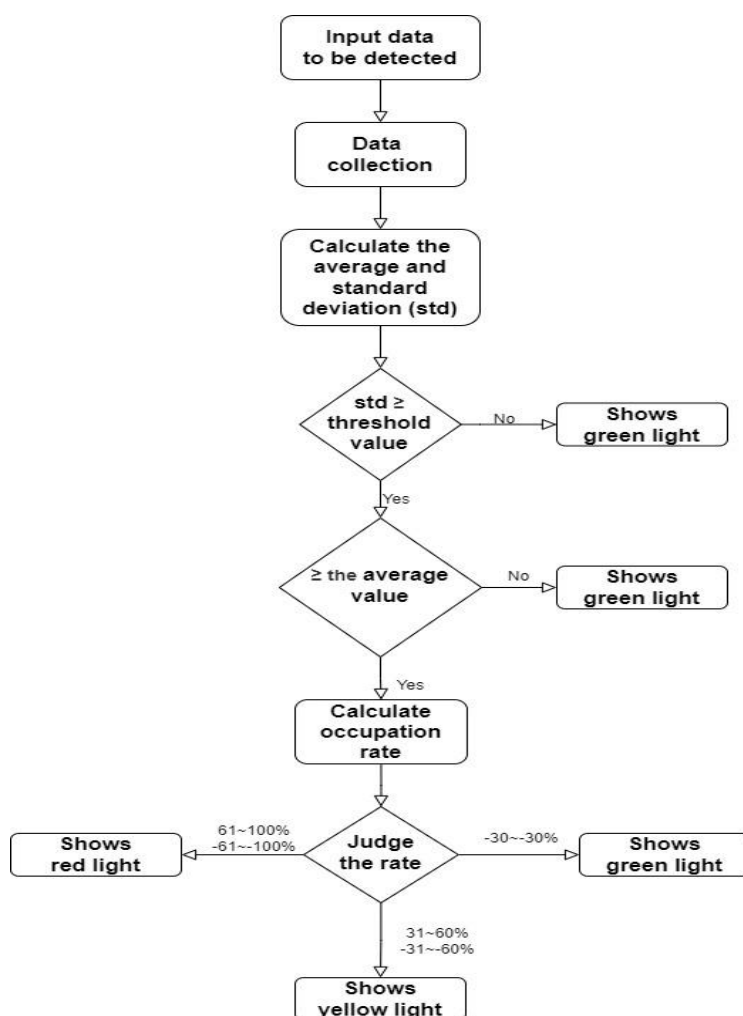 Input data
to be detected
Data
collection
Calculate the
average and
standard
deviation (std)
std ≥
threshold
value
No
Shows
green light
Yes
≥ the average
value
No
Shows
green light
Yes
Calculate
occupation
rate
61~100%
-61~-100%
Shows
red light
Judge
the rate
-30~-30%
Shows
green light
31~60%
-31~-60%
Shows
yellow light